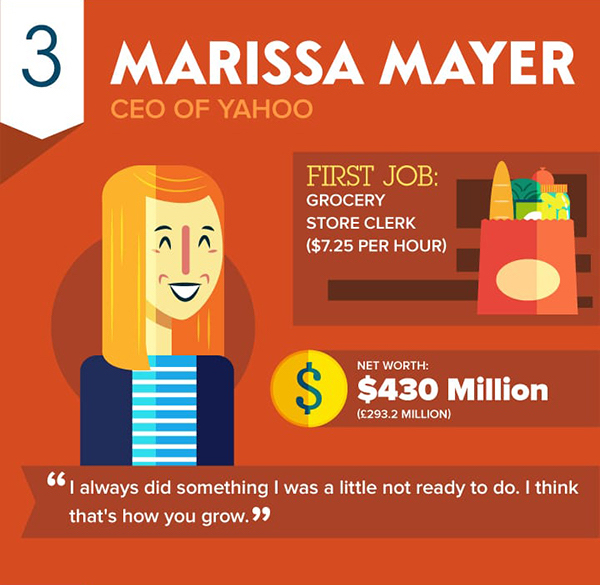 3
MARISSA MAYER
CEO OF YAHOO
FIRST JOB:
GROCERY
STORE CLERK
($7.25 PER HOUR)
$
NET WORTH:
$430 Million
(£293.2 MILLION)
“I always did something I was a little not ready to do. I think
that's how you grow.”